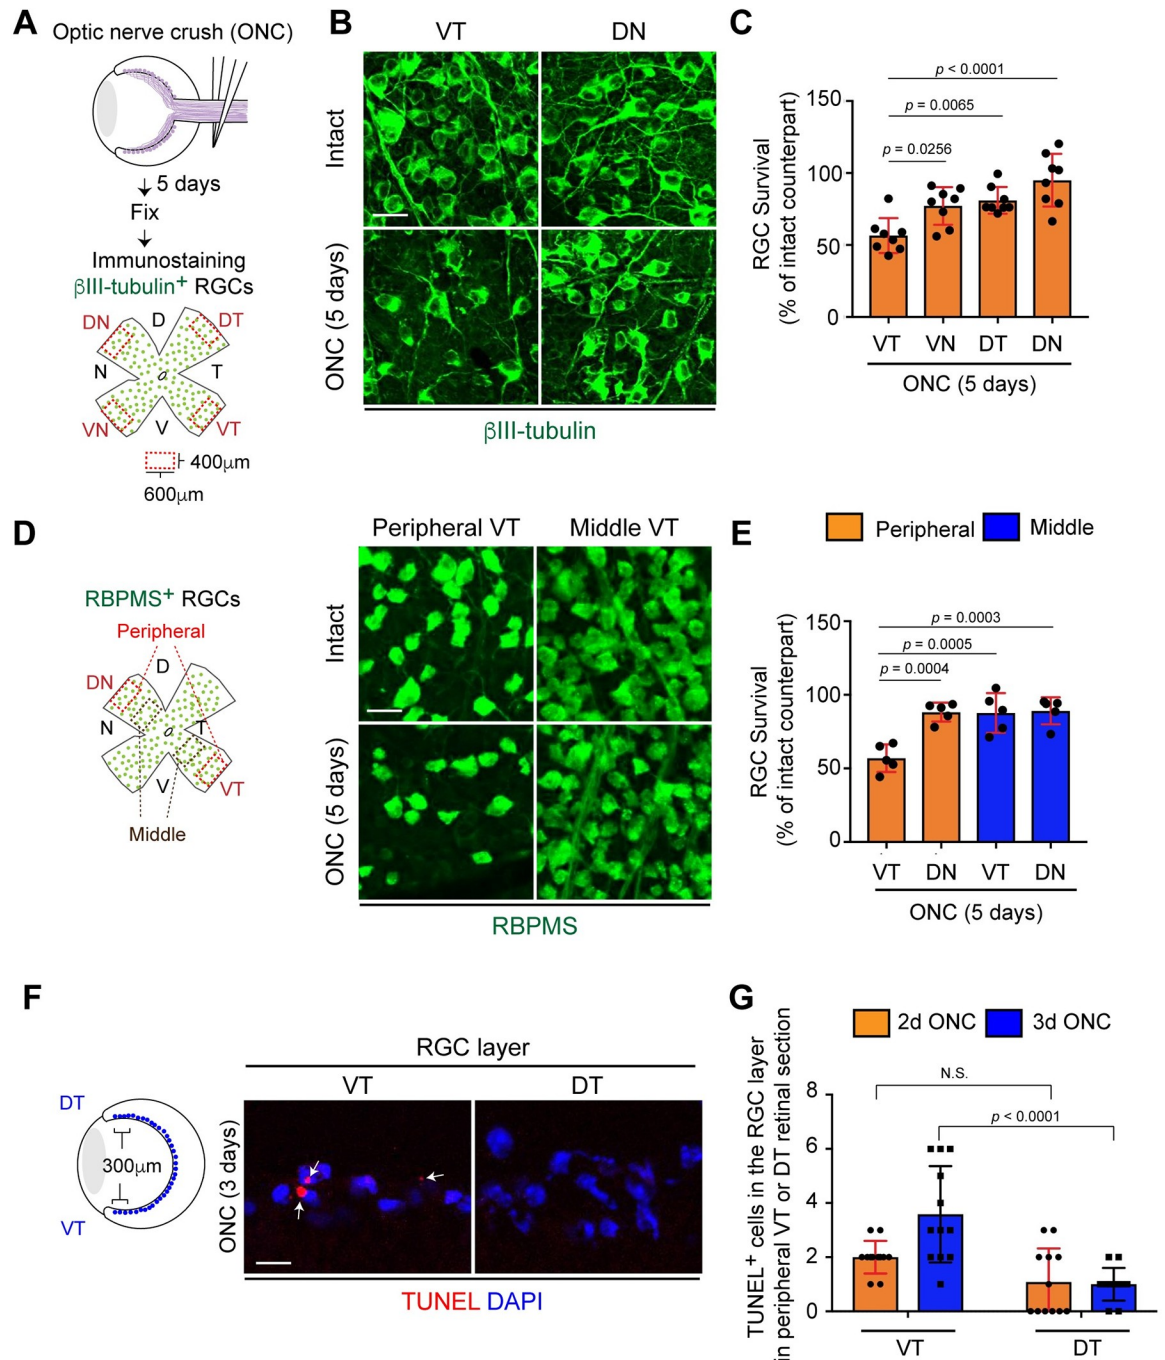 A
Optic nerve crush (ONC)
5 days
Fix
Immunostaining
βIII-tubulin+ RGCs
DN
D
DT
N
T
VN
V
VT
400μm
600μm
B
VT
DN
Intact
ONC (5 days)
βIII-tubulin
C
p < 0.0001
p = 0.0065
p = 0.0256
RGC Survival
(% of intact counterpart)
150
100
50
0
VT
VN
DT
DN
ONC (5 days)
D
RBPMS+ RGCs
Peripheral
D
DN
N
T
V
VT
Middle
Peripheral VT
Middle VT
Intact
ONC (5 days)
RBPMS
E
Peripheral
Middle
p = 0.0003
p = 0.0005
p = 0.0004
RGC Survival
(% of intact counterpart)
150
100
50
0
VT
DN
VT
DN
ONC (5 days)
F
DT
300μm
VT
RGC layer
VT
DT
ONC (3 days)
TUNEL DAPI
G
2d ONC
3d ONC
N.S.
p < 0.0001
TUNEL+ cells in the RGC layer
in peripheral VT or DT retinal section
8
6
4
2
0
VT
DT